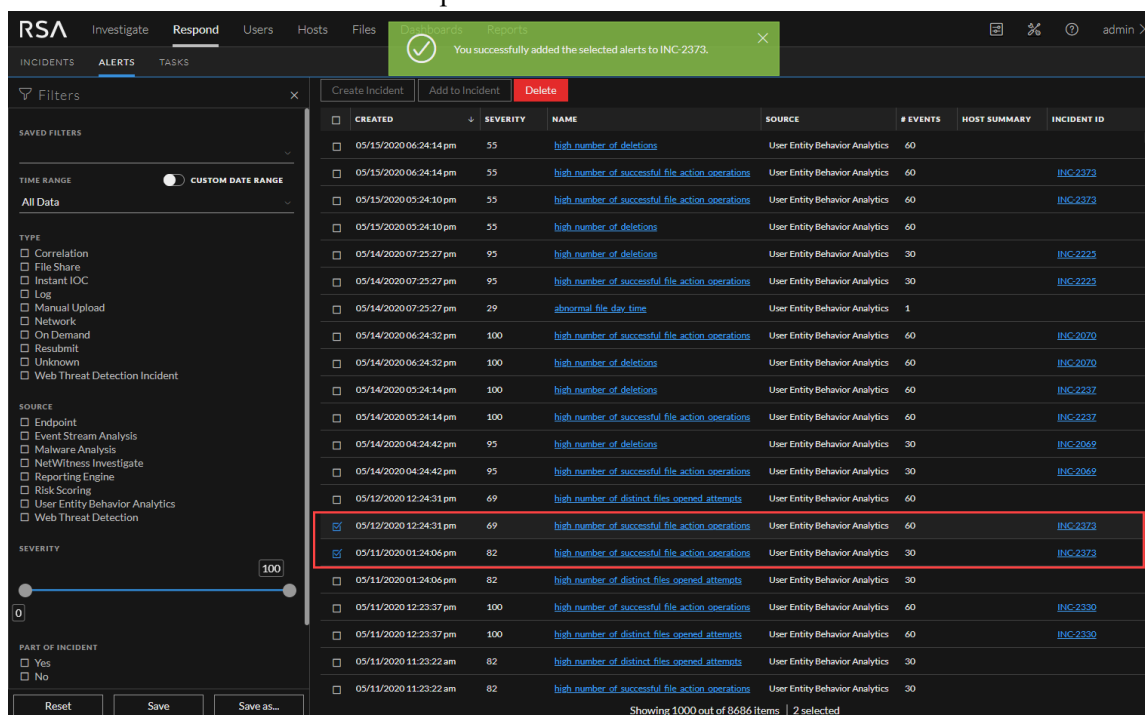 RSA Investigate Respond Users Hosts Files Dashboards Reports admin
You successfully added the selected alerts to INC-2373.
INCIDENTS ALERTS TASKS
Filters
Create Incident Add to Incident Delete
CREATED SEVERITY NAME SOURCE # EVENTS HOST SUMMARY INCIDENT ID
05/15/2020 06:24:14 pm 55 high number of deletions User Entity Behavior Analytics 60
05/15/2020 06:24:14 pm 55 high number of successful file action operations User Entity Behavior Analytics 60 INC-2373
05/15/2020 05:24:10 pm 55 high number of successful file action operations User Entity Behavior Analytics 60 INC-2373
05/15/2020 05:24:10 pm 55 high number of deletions User Entity Behavior Analytics 60
05/14/2020 07:25:27 pm 95 high number of deletions User Entity Behavior Analytics 30 INC-2225
05/14/2020 07:25:27 pm 95 high number of successful file action operations User Entity Behavior Analytics 30 INC-2225
05/14/2020 07:25:27 pm 29 abnormal file day time User Entity Behavior Analytics 1
05/14/2020 06:24:32 pm 100 high number of successful file action operations User Entity Behavior Analytics 60 INC-2070
05/14/2020 06:24:32 pm 100 high number of deletions User Entity Behavior Analytics 60 INC-2070
05/14/2020 05:24:14 pm 100 high number of deletions User Entity Behavior Analytics 60 INC-2237
05/14/2020 05:24:14 pm 100 high number of successful file action operations User Entity Behavior Analytics 60 INC-2237
05/14/2020 04:24:42 pm 95 high number of deletions User Entity Behavior Analytics 30 INC-2069
05/14/2020 04:24:42 pm 95 high number of successful file action operations User Entity Behavior Analytics 30 INC-2069
05/12/2020 12:24:31 pm 69 high number of distinct files opened attempts User Entity Behavior Analytics 60
05/12/2020 12:24:31 pm 69 high number of successful file action operations User Entity Behavior Analytics 60 INC-2373
05/11/2020 01:24:06 pm 82 high number of successful file action operations User Entity Behavior Analytics 30 INC-2373
05/11/2020 01:24:06 pm 82 high number of distinct files opened attempts User Entity Behavior Analytics 30
05/11/2020 12:23:37 pm 100 high number of successful file action operations User Entity Behavior Analytics 60 INC-2330
05/11/2020 12:23:37 pm 100 high number of distinct files opened attempts User Entity Behavior Analytics 60 INC-2330
05/11/2020 11:23:22 am 82 high number of distinct files opened attempts User Entity Behavior Analytics 30
05/11/2020 11:23:22 am 82 high number of successful file action operations User Entity Behavior Analytics 30
Showing 1000 out of 8686 items | 2 selected
SAVED FILTERS
TIME RANGE CUSTOM DATE RANGE
All Data
TYPE
Correlation
File Share
Instant IOC
Log
Manual Upload
Network
On Demand
Resubmit
Unknown
Web Threat Detection Incident
SOURCE
Endpoint
Event Stream Analysis
Malware Analysis
NetWitness Investigate
Reporting Engine
Risk Scoring
User Entity Behavior Analytics
Web Threat Detection
SEVERITY
100
0
PART OF INCIDENT
Yes
No
Reset Save Save as...